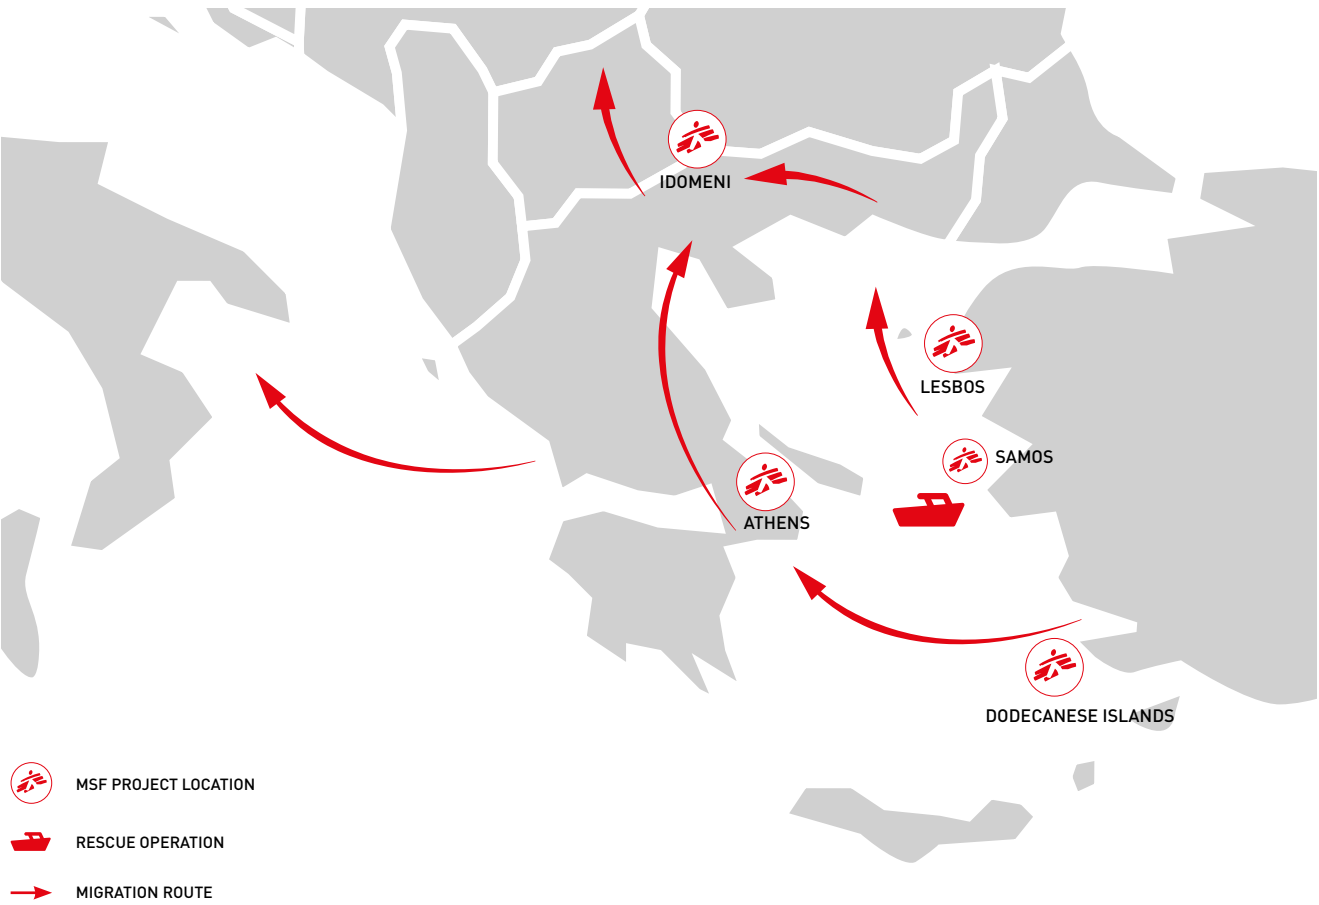 IDOMENI
LESBOS
SAMOS
ATHENS
DODECANESE ISLANDS
MSF PROJECT LOCATION
RESCUE OPERATION
MIGRATION ROUTE